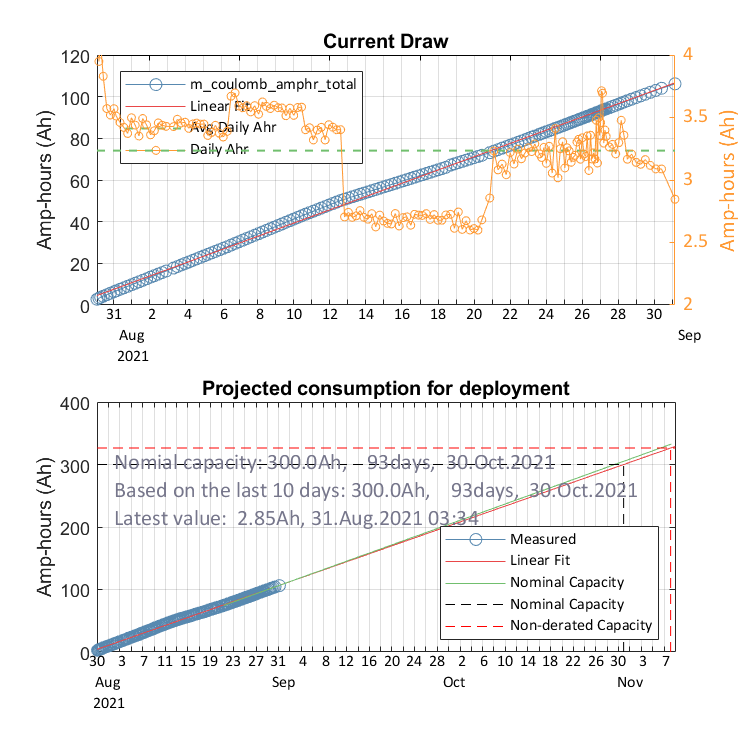 Current Draw
120
100
80
60
40
20
0
Amp-hours (Ah)
m_coulomb_amphr_total
Linear Fit
Avg Daily Ahr
Daily Ahr
4
3.5
3
2.5
2
Amp-hours (Ah)
31 2 4 6 8 10 12 14 16 18 20 22 24 26 28 30
Aug Sep
2021
Projected consumption for deployment
400
300
200
100
0
Amp-hours (Ah)
Nomial capacity: 300.0Ah, 93days, 30.Oct.2021
Based on the last 10 days: 300.0Ah, 93days, 30.Oct.2021
Latest value: 2.85Ah, 31.Aug.2021 03:34
Measured
Linear Fit
Nominal Capacity
Nominal Capacity
Non-derated Capacity
30 3 7 11 15 19 23 27 31 4 8 12 16 20 24 28 2 6 10 14 18 22 26 30 3 7
Aug Sep Oct Nov
2021